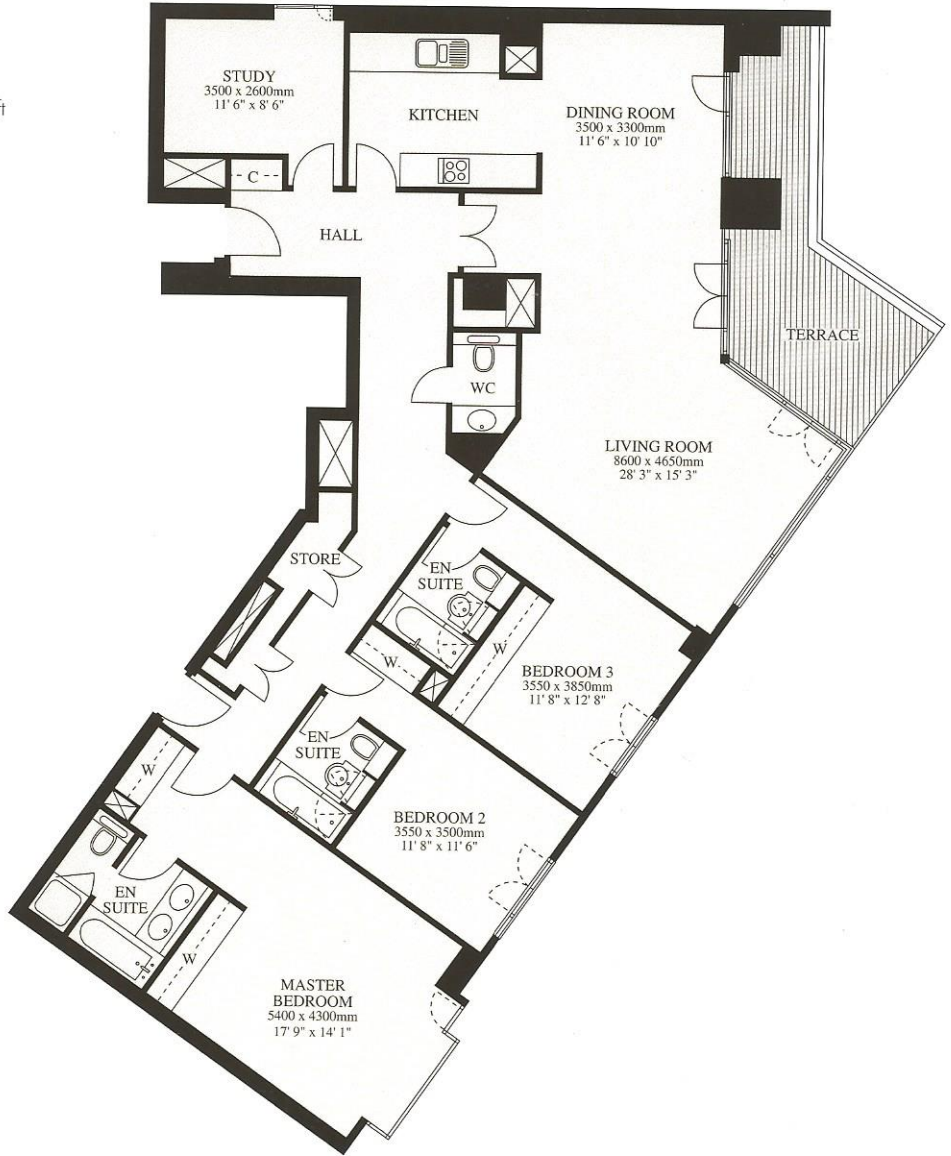 STUDY
3500 x 2600mm
11' 6" x 8' 6"
KITCHEN
DINING ROOM
3500 x 3300mm
11' 6" x 10' 10"
C
HALL
TERRACE
WC
LIVING ROOM
8600 x 4650mm
28' 3" x 15' 3"
STORE
EN
SUITE
W
W
BEDROOM 3
3550 x 3850mm
11' 8" x 12' 8"
EN
SUITE
W
BEDROOM 2
3550 x 3500mm
11' 8" x 11' 6"
EN
SUITE
W
MASTER
BEDROOM
5400 x 4300mm
17' 9" x 14' 1"